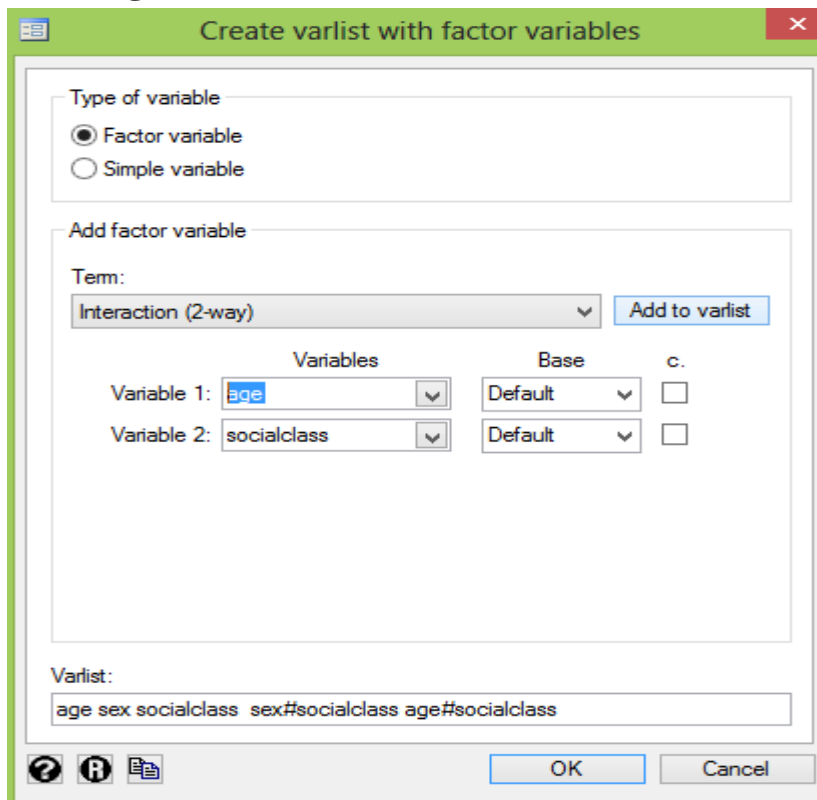 Create varlist with factor variables
Type of variable
Factor variable
Simple variable
Add factor variable
Term:
Interaction (2-way) Add to varlist
Variables Base c.
Variable 1: age Default
Variable 2: socialclass Default
Varlist:
age sex socialclass sex#socialclass age#socialclass
? R OK Cancel